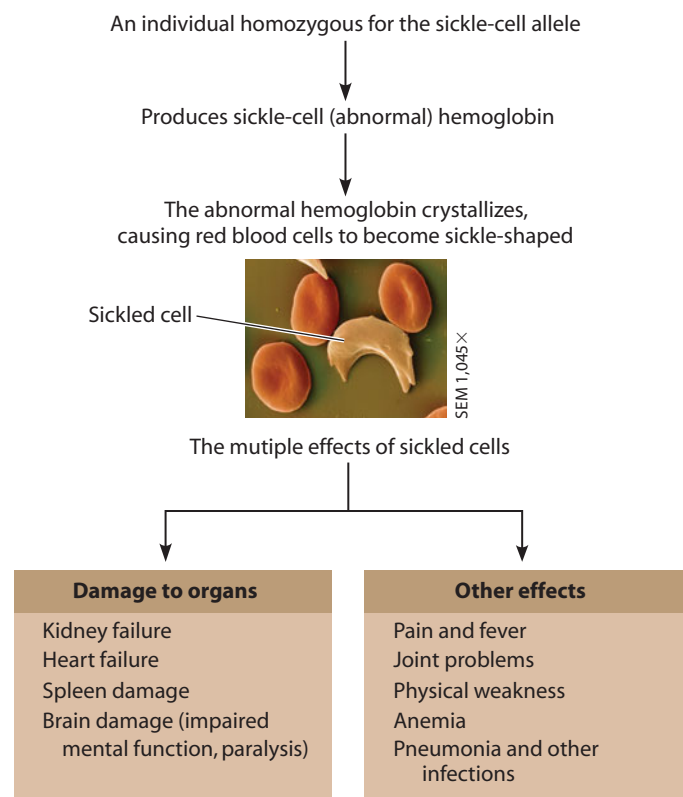 An individual homozygous for the sickle-cell allele
Produces sickle-cell (abnormal) hemoglobin
The abnormal hemoglobin crystallizes,
causing red blood cells to become sickle-shaped
Sickled cell
SEM 1,045×
The mutiple effects of sickled cells
Damage to organs
Kidney failure
Heart failure
Spleen damage
Brain damage (impaired
mental function, paralysis)
Other effects
Pain and fever
Joint problems
Physical weakness
Anemia
Pneumonia and other
infections